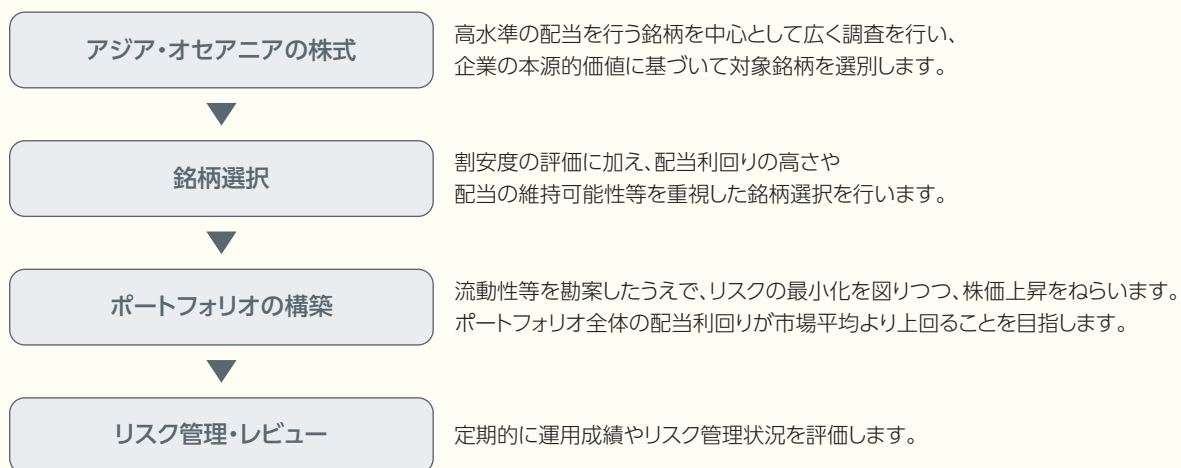 アジア・オセアニアの株式
高水準の配当を行う銘柄を中心として広く調査を行い、
企業の本源的価値に基づいて対象銘柄を選別します。
銘柄選択
割安度の評価に加え、配当利回りの高さや
配当の維持可能性等を重視した銘柄選択を行います。
ポートフォリオの構築
流動性等を勘案したうえで、リスクの最小化を図りつつ、株価上昇をねらいます。
ポートフォリオ全体の配当利回りが市場平均より上回ることを目指します。
リスク管理・レビュー
定期的に運用成績やリスク管理状況を評価します。